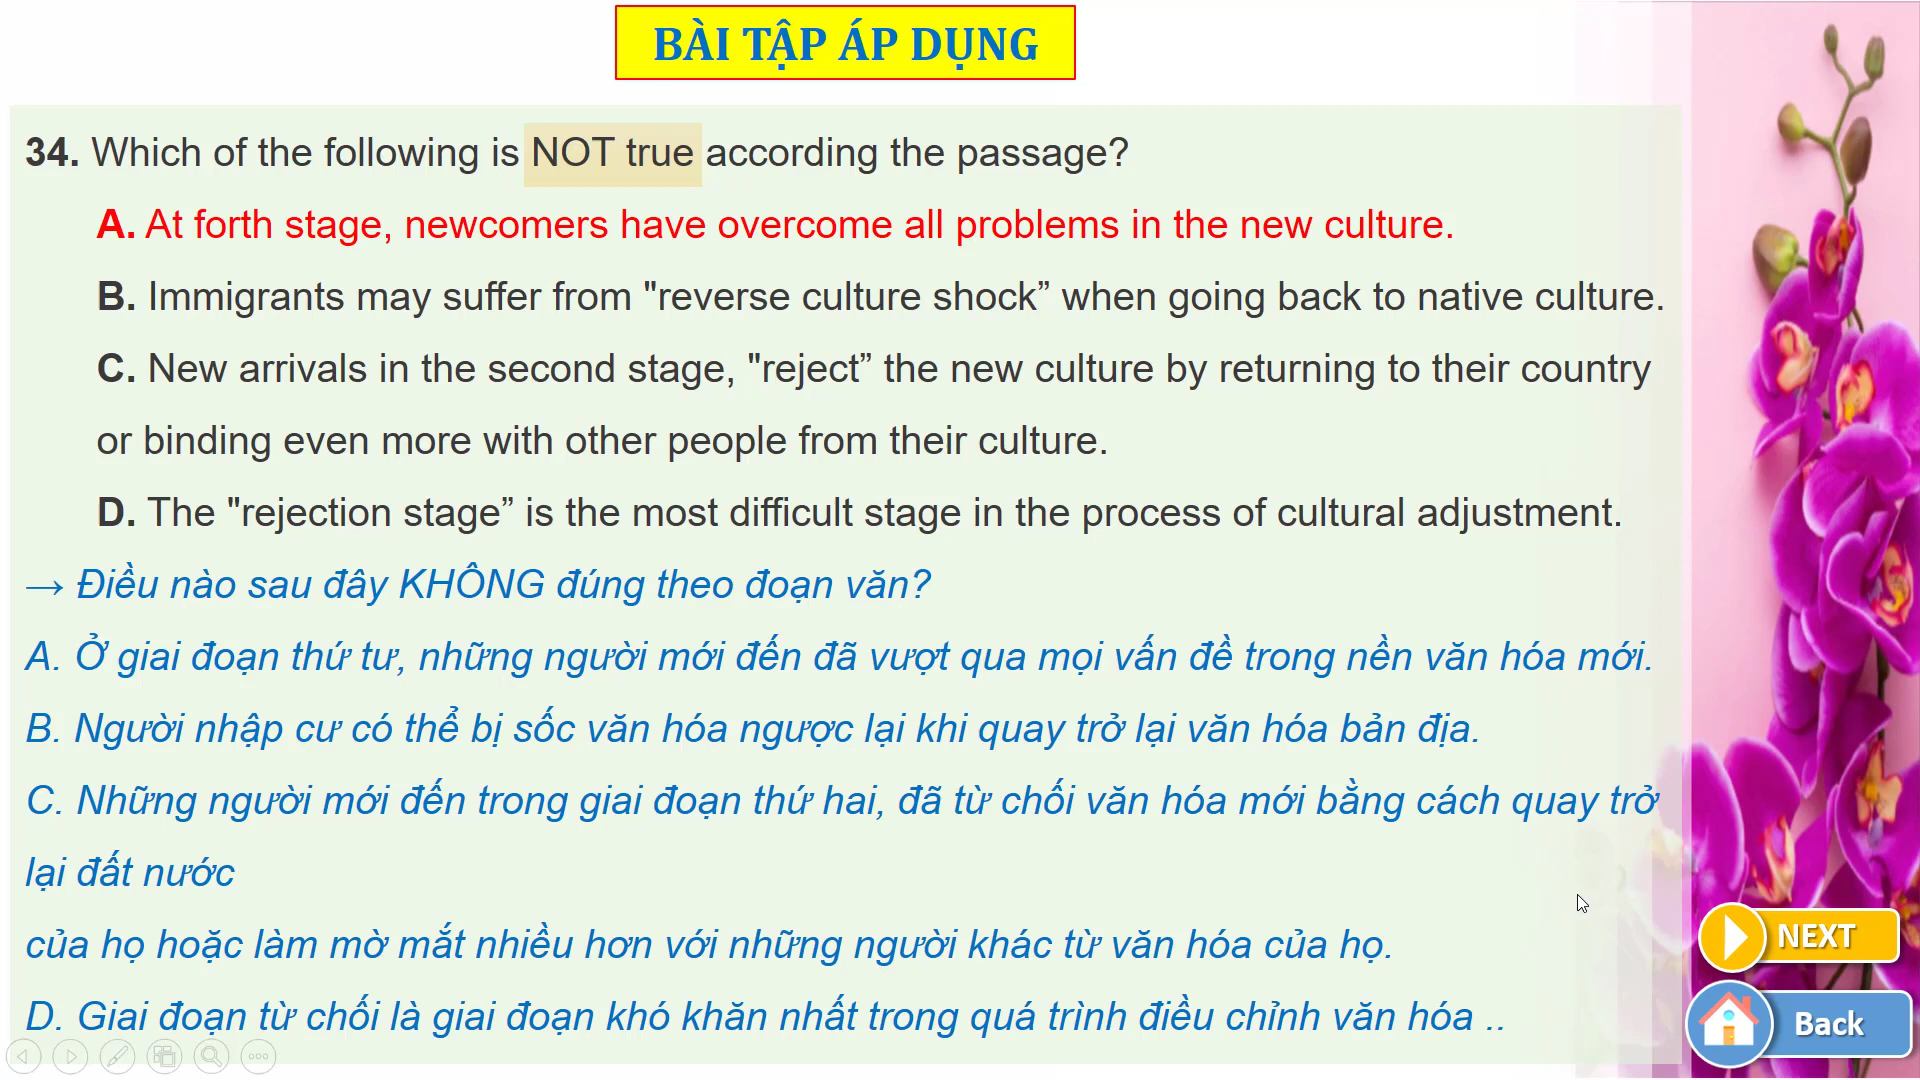 BÀI TẬP ÁP DỤNG
34. Which of the following is NOT true according the passage?
A. At forth stage, newcomers have overcome all problems in the new culture.
B. Immigrants may suffer from "reverse culture shock” when going back to native culture.
C. New arrivals in the second stage, "reject” the new culture by returning to their country
or binding even more with other people from their culture.
D. The "rejection stage” is the most difficult stage in the process of cultural adjustment.
→ Điều nào sau đây KHÔNG đúng theo đoạn văn?
A. Ở giai đoạn thứ tư, những người mới đến đã vượt qua mọi vấn đề trong nền văn hóa mới.
B. Người nhập cư có thể bị sốc văn hóa ngược lại khi quay trở lại văn hóa bản địa.
C. Những người mới đến trong giai đoạn thứ hai, đã từ chối văn hóa mới bằng cách quay trở
lại đất nước
của họ hoặc làm mờ mắt nhiều hơn với những người khác từ văn hóa của họ.
D. Giai đoạn từ chối là giai đoạn khó khăn nhất trong quá trình điều chỉnh văn hóa ..
NEXT
Back